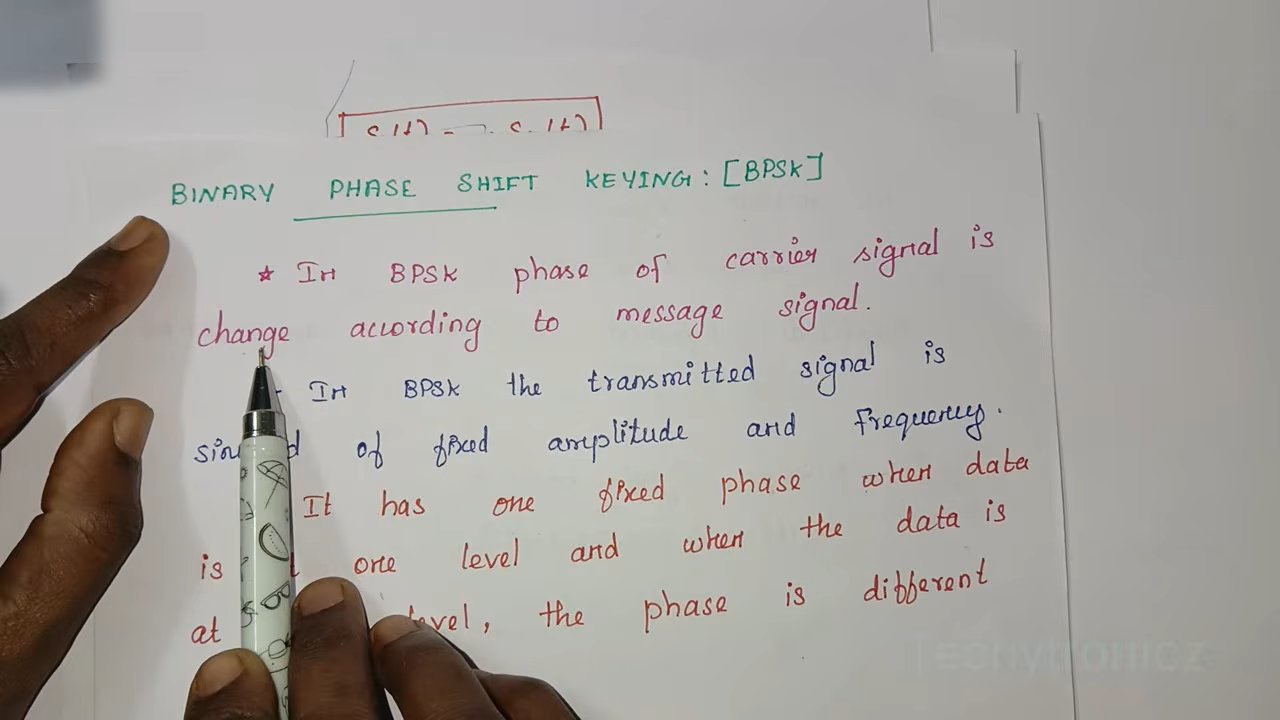 BINARY PHASE SHIFT KEYING: [BPSK]
* In BPSK phase of carrier signal is
change according to message signal.
In BPSK the transmitted signal is
of fixed amplitude and frequency.
It has one fixed phase when data
is one level and when the data is
at level, the phase is different
Techytronicz